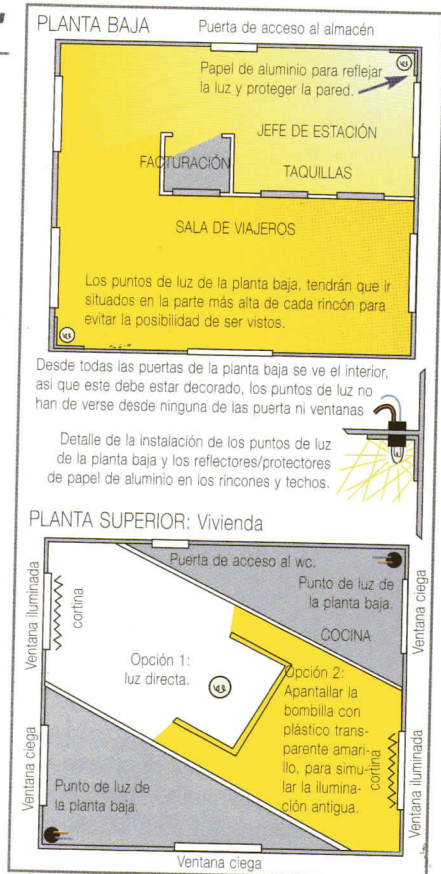 PLANTA BAJA
Puerta de acceso al almacén
Papel de aluminio para reflejar
la luz y proteger la pared.
JEFE DE ESTACIÓN
FACTURACIÓN
TAQUILLAS
SALA DE VIAJEROS
Los puntos de luz de la planta baja, tendrán que ir
situados en la parte más alta de cada rincón para
evitar la posibilidad de ser vistos.
Desde todas las puertas de la planta baja se ve el interior,
asi que este debe estar decorado, los puntos de luz no
han de verse desde ninguna de las puerta ni ventanas
Detalle de la instalación de los puntos de luz
de la planta baja y los reflectores/protectores
de papel de aluminio en los rincones y techos.
PLANTA SUPERIOR: Vivienda
Puerta de acceso al wc.
Punto de luz de
la planta baja.
COCINA
Ventana iluminada
cortina
Ventana ciega
Opción 1:
luz directa.
Opción 2:
Apantallar la
bombilla con
plástico trans-
parente amari-
llo, para simu-
lar la ilumina-
ción antigua.
cortina
Ventana iluminada
Ventana ciega
Punto de luz de
la planta baja.
Ventana ciega